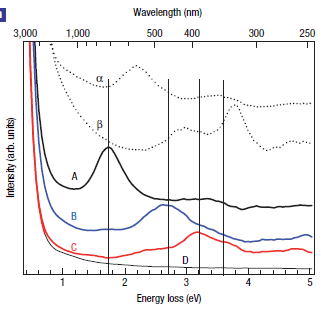 Wavelength (nm)
3,000 1,000 500 400 300 250
α
β
A
B
C
D
Intensity (arb. units)
1 2 3 4 5
Energy loss (eV)